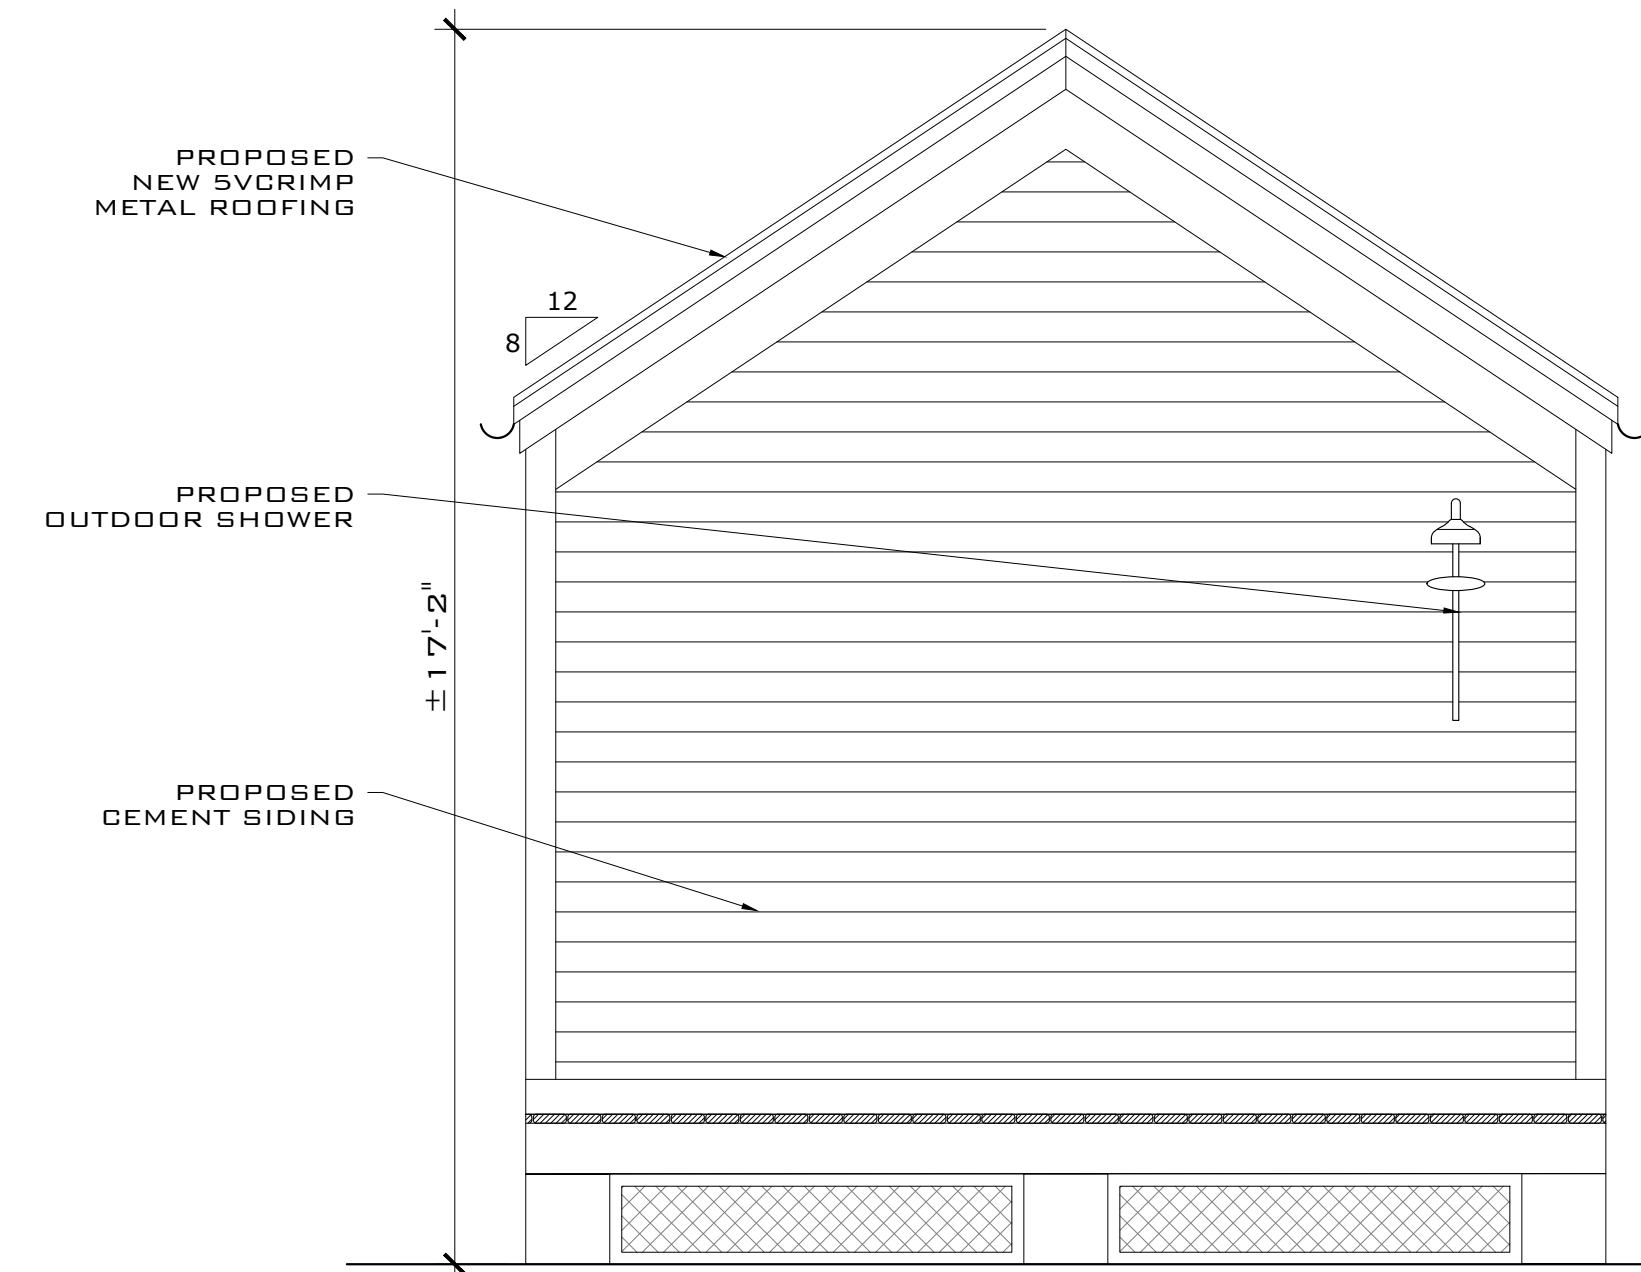 PROPOSED
NEW 5VCRIMP
METAL ROOFING
12
8
PROPOSED
OUTDOOR SHOWER
±17'-2"
PROPOSED
CEMENT SIDING